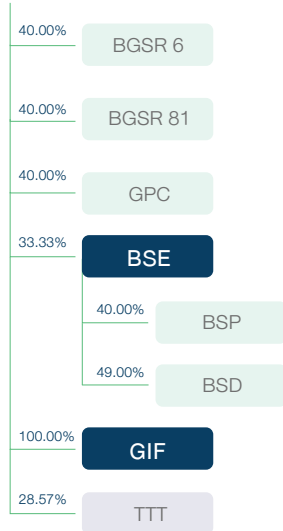 40.00%
BGSR 6
40.00%
BGSR 81
40.00%
GPC
33.33%
BSE
40.00%
BSP
49.00%
BSD
100.00%
GIF
28.57%
TTT